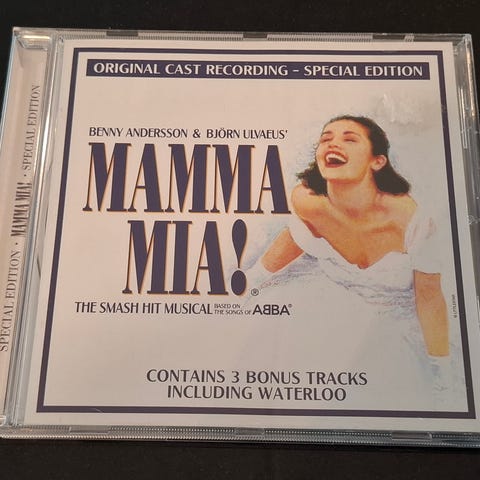 ORIGINAL CAST RECORDING – SPECIAL EDITION
BENNY ANDERSSON & BJÖRN ULVAEUS'
MAMMA
MIA!®
THE SMASH HIT MUSICAL BASED ON THE SONGS OF ABBA®
CONTAINS 3 BONUS TRACKS
INCLUDING WATERLOO
SPECIAL EDITION · MAMMA MIA! · SPECIAL EDITION